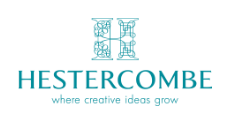 H
HESTERCOMBE
where creative ideas grow